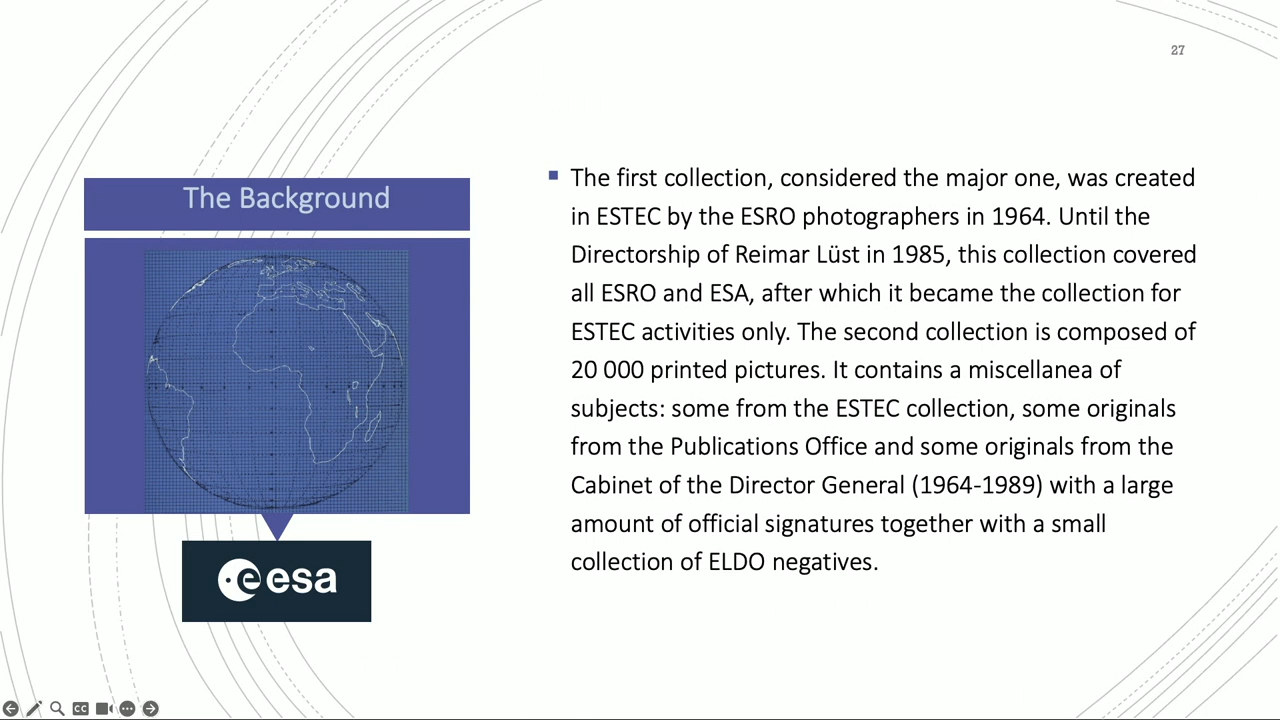 27
The Background
The first collection, considered the major one, was created
in ESTEC by the ESRO photographers in 1964. Until the
Directorship of Reimar Lüst in 1985, this collection covered
all ESRO and ESA, after which it became the collection for
ESTEC activities only. The second collection is composed of
20 000 printed pictures. It contains a miscellanea of
subjects: some from the ESTEC collection, some originals
from the Publications Office and some originals from the
Cabinet of the Director General (1964-1989) with a large
amount of official signatures together with a small
collection of ELDO negatives.
esa
CC